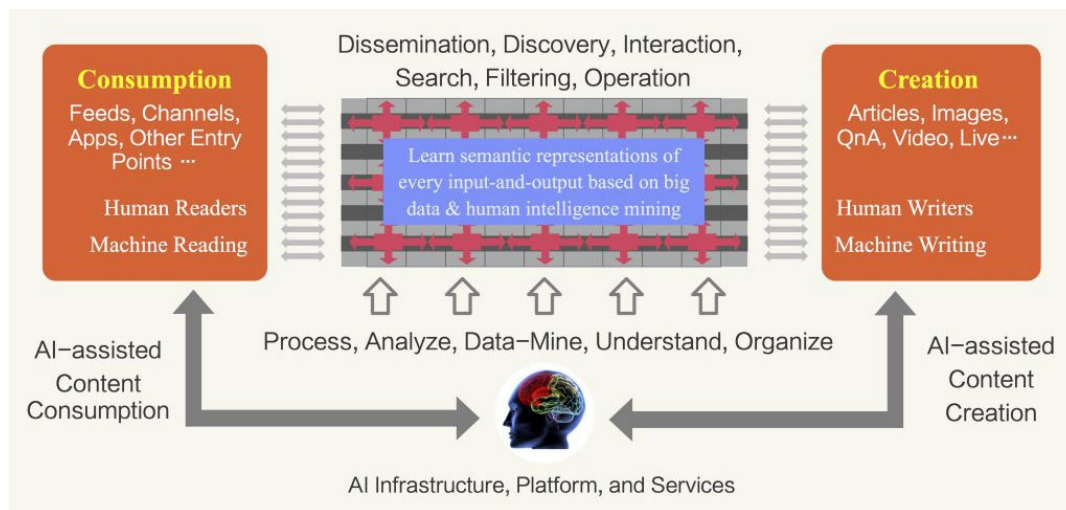 Consumption
Feeds, Channels,
Apps, Other Entry
Points ···
Human Readers
Machine Reading
Dissemination, Discovery, Interaction,
Search, Filtering, Operation
Learn semantic representations of
every input-and-output based on big
data & human intelligence mining
Process, Analyze, Data-Mine, Understand, Organize
Creation
Articles, Images,
QnA, Video, Live···
Human Writers
Machine Writing
AI-assisted
Content
Consumption
AI-assisted
Content
Creation
AI Infrastructure, Platform, and Services